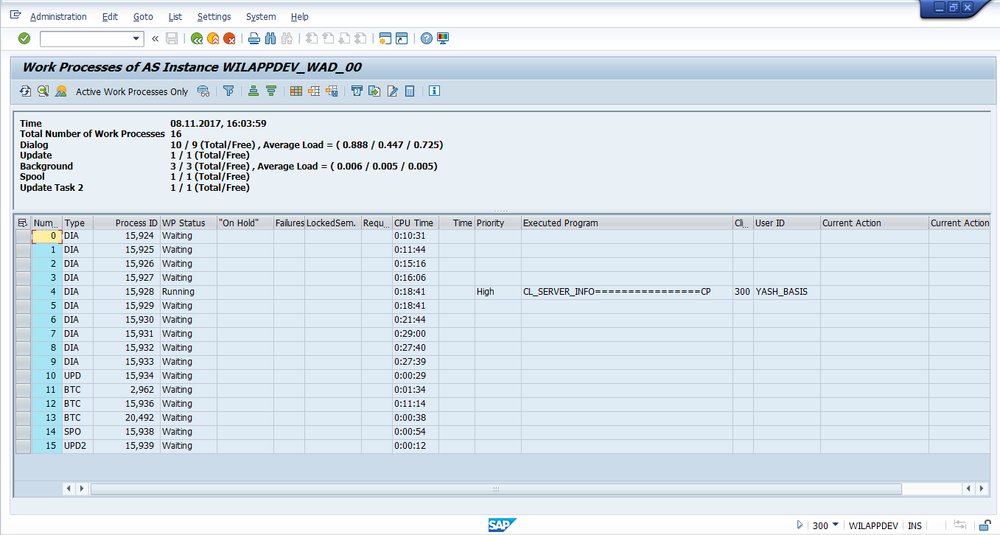 Administration Edit Goto List Settings System Help
Work Processes of AS Instance WILAPPDEV_WAD_00
Active Work Processes Only
Time 08.11.2017, 16:03:59
Total Number of Work Processes 16
Dialog 10 / 9 (Total/Free) , Average Load = ( 0.888 / 0.447 / 0.725)
Update 1 / 1 (Total/Free)
Background 3 / 3 (Total/Free) , Average Load = ( 0.006 / 0.005 / 0.005)
Spool 1 / 1 (Total/Free)
Update Task 2 1 / 1 (Total/Free)
Num... Type Process ID WP Status "On Hold" Failures LockedSem. Requ... CPU Time Time Priority Executed Program Cli... User ID Current Action Current Action
0 DIA 15,924 Waiting 0:10:31
1 DIA 15,925 Waiting 0:11:44
2 DIA 15,926 Waiting 0:15:16
3 DIA 15,927 Waiting 0:16:06
4 DIA 15,928 Running 0:18:41 High CL_SERVER_INFO================CP 300 YASH_BASIS
5 DIA 15,929 Waiting 0:18:41
6 DIA 15,930 Waiting 0:21:44
7 DIA 15,931 Waiting 0:29:00
8 DIA 15,932 Waiting 0:27:40
9 DIA 15,933 Waiting 0:27:39
10 UPD 15,934 Waiting 0:00:29
11 BTC 2,962 Waiting 0:01:34
12 BTC 15,936 Waiting 0:11:14
13 BTC 20,492 Waiting 0:00:38
14 SPO 15,938 Waiting 0:00:54
15 UPD2 15,939 Waiting 0:00:12
SAP 300 WILAPPDEV INS